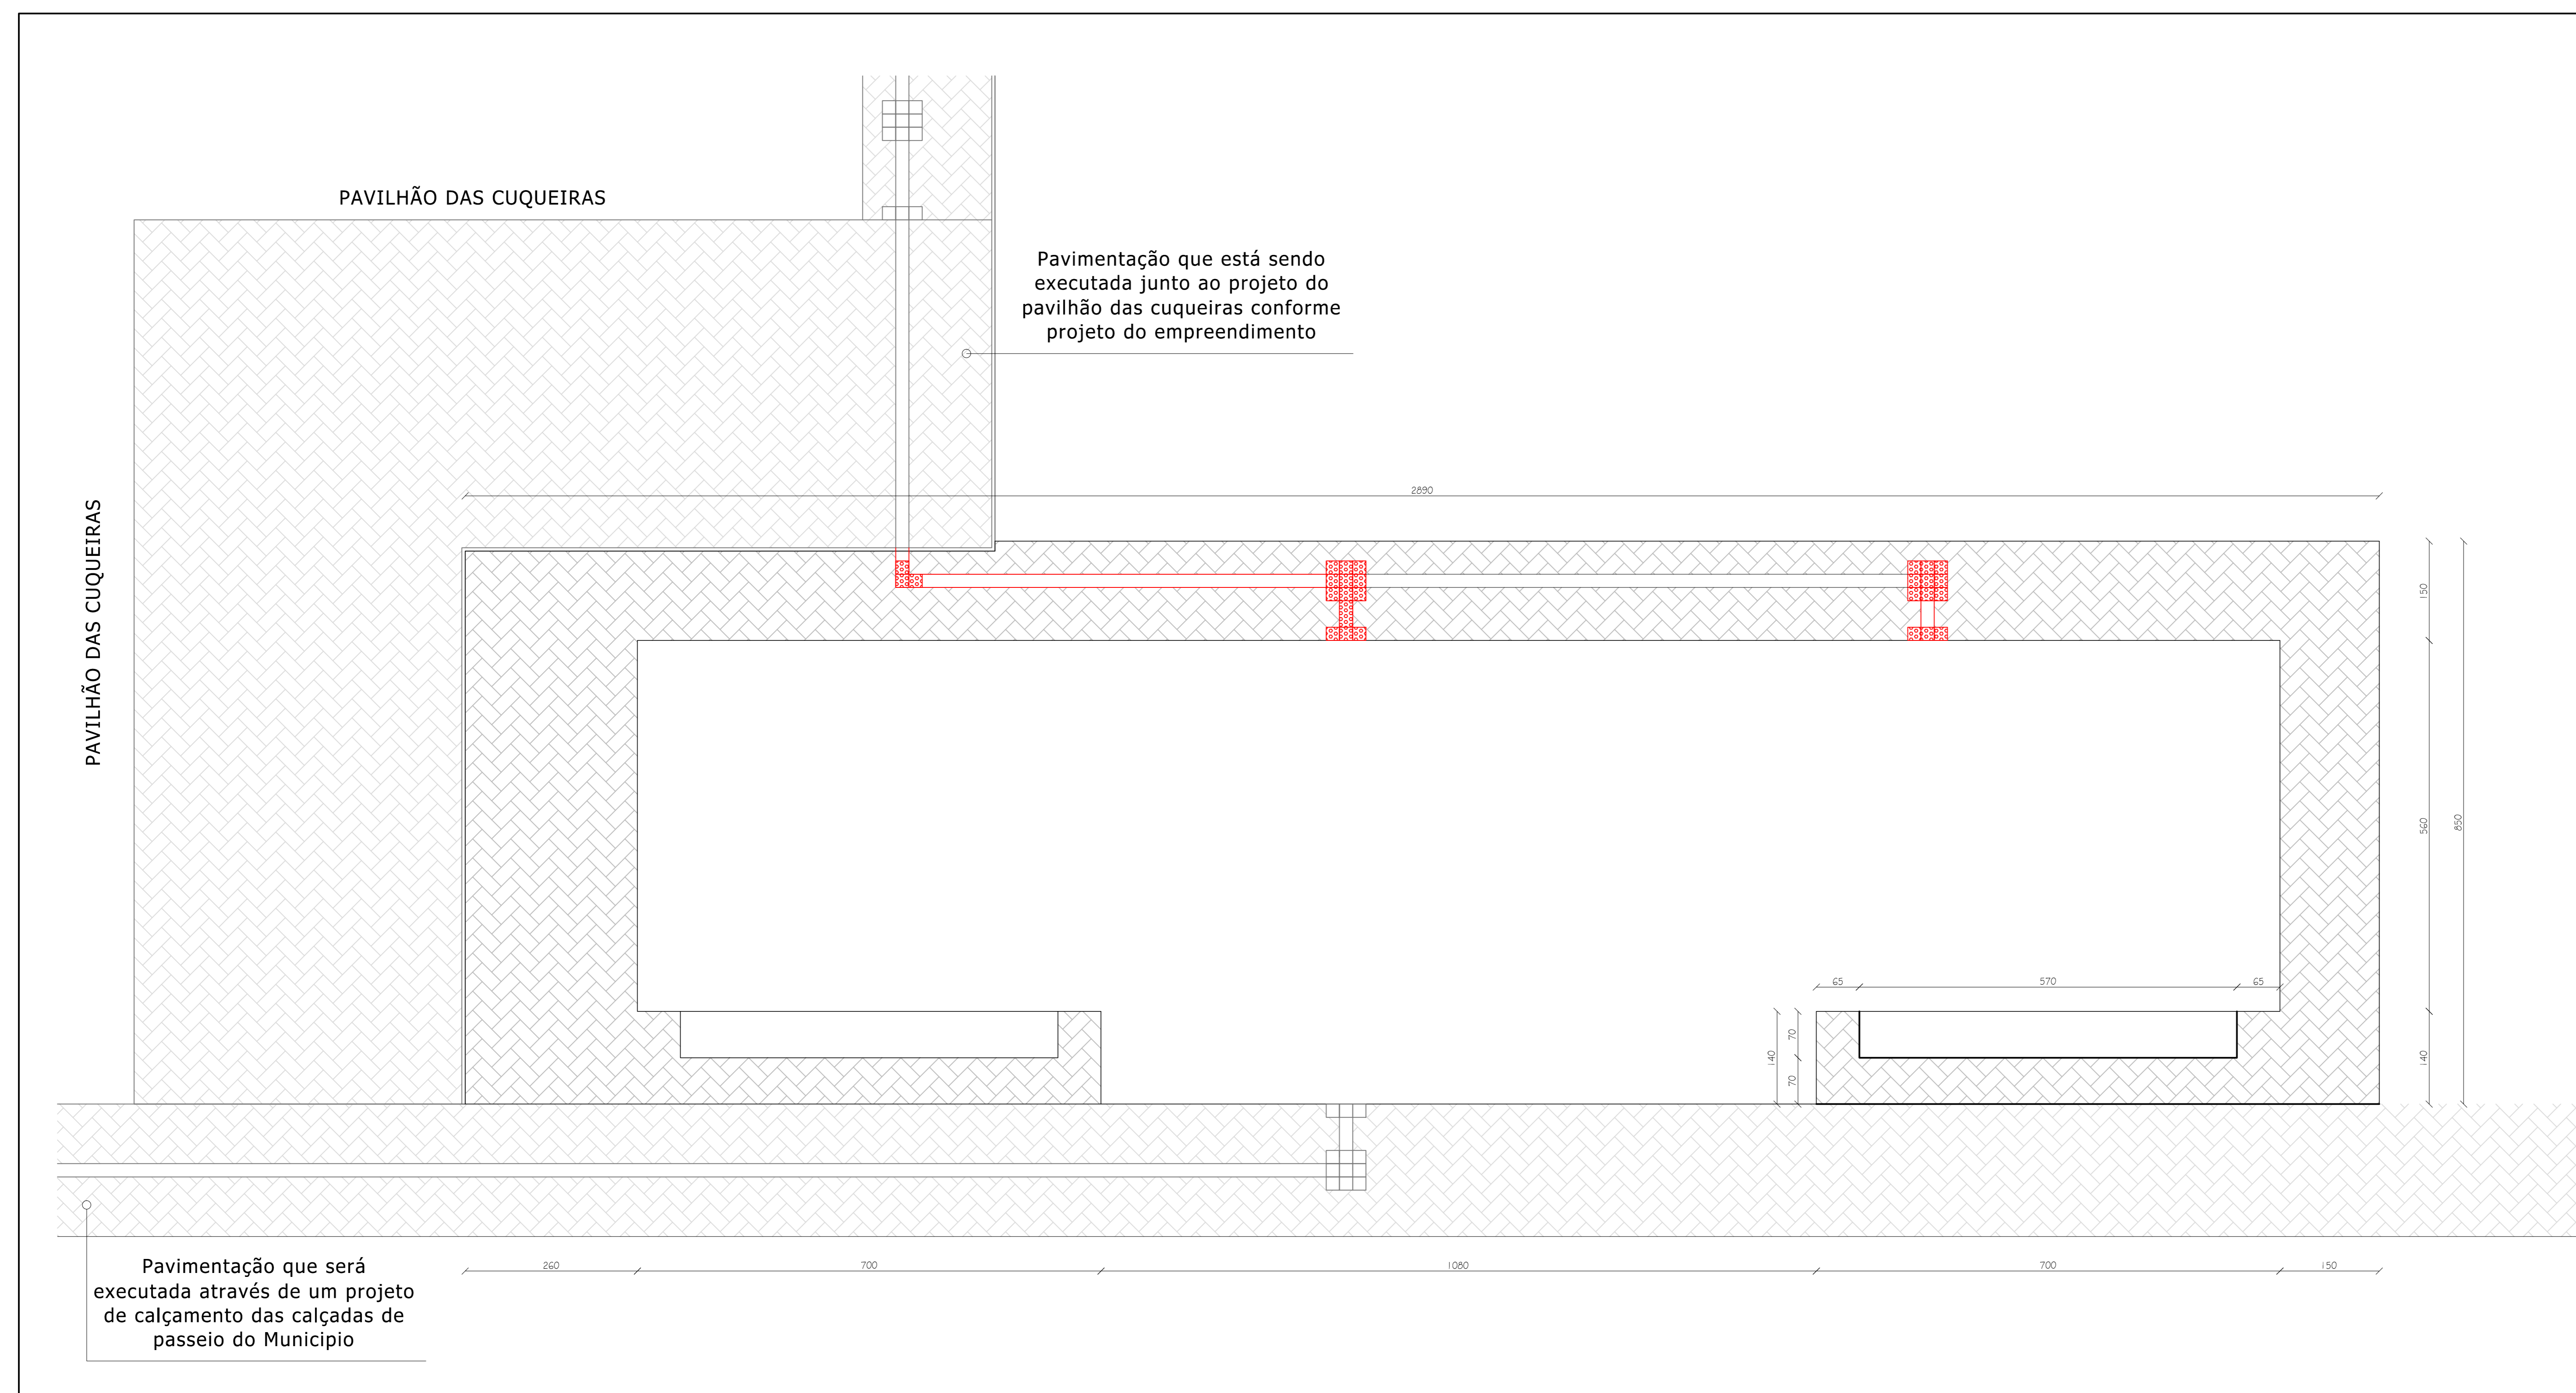 PAVILHÃO DAS CUQUEIRAS
Pavimentação que está sendo
executada junto ao projeto do
pavilhão das cuqueiras conforme
projeto do empreendimento
PAVILHÃO DAS CUQUEIRAS
2890
150
560
850
140
65
570
65
140
70
70
260
700
1080
700
150
Pavimentação que será
executada através de um projeto
de calçamento das calçadas de
passeio do Municipio